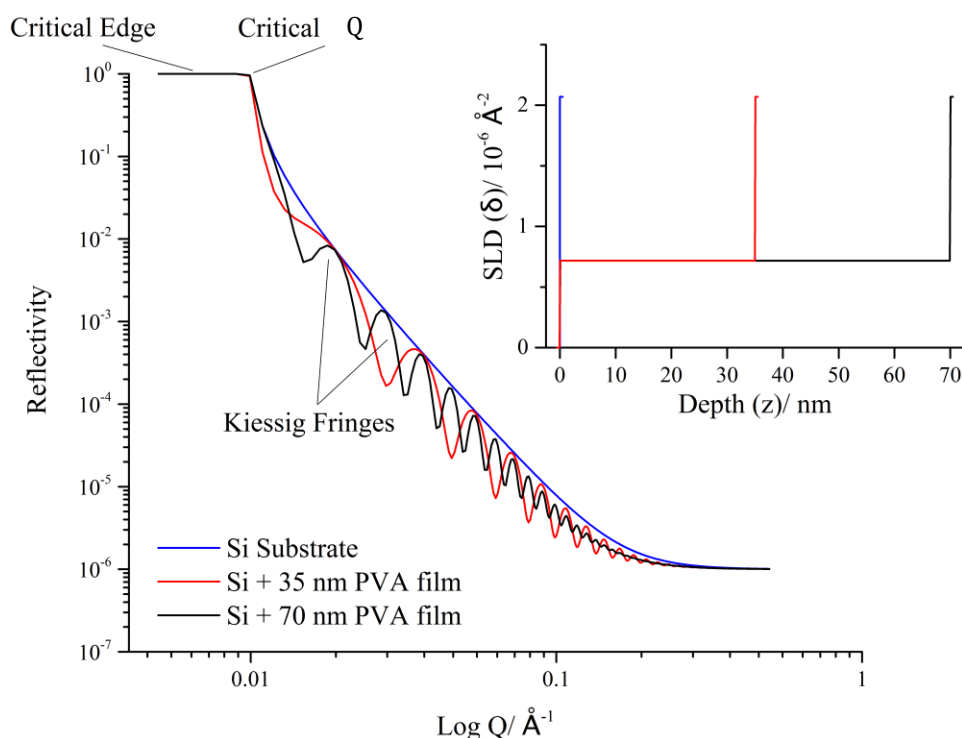 Critical Edge
Critical Q
10⁰
10⁻¹
10⁻²
10⁻³
10⁻⁴
10⁻⁵
10⁻⁶
10⁻⁷
Reflectivity
Kiessig Fringes
Si Substrate
Si + 35 nm PVA film
Si + 70 nm PVA film
0.01
0.1
1
Log Q/ Å⁻¹
SLD (δ)/ 10⁻⁶ Å⁻²
2
1
0
0
10
20
30
40
50
60
70
Depth (z)/ nm